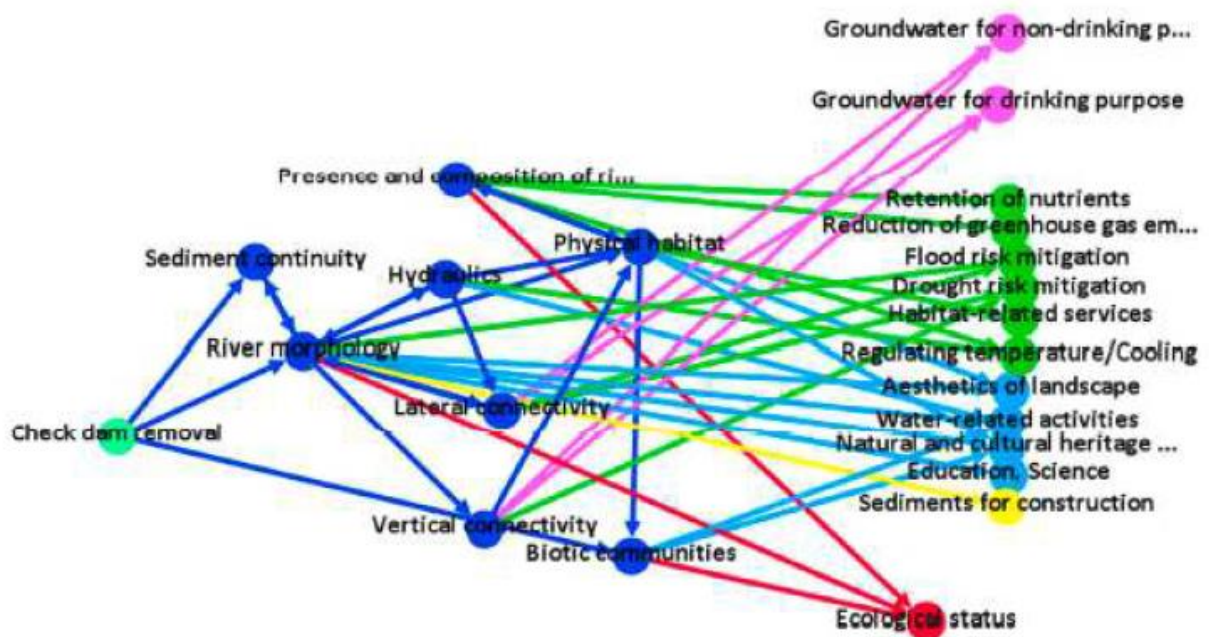 Groundwater for non-drinking p...
Groundwater for drinking purpose
Presence and composition of ri...
Retention of nutrients
Reduction of greenhouse gas em...
Physical habitat
Sediment continuity
Flood risk mitigation
Hydraulics
Drought risk mitigation
Habitat-related services
River morphology
Regulating temperature/Cooling
Aesthetics of landscape
Lateral connectivity
Water-related activities
Check dam removal
Natural and cultural heritage ...
Education, Science
Sediments for construction
Vertical connectivity
Biotic communities
Ecological status